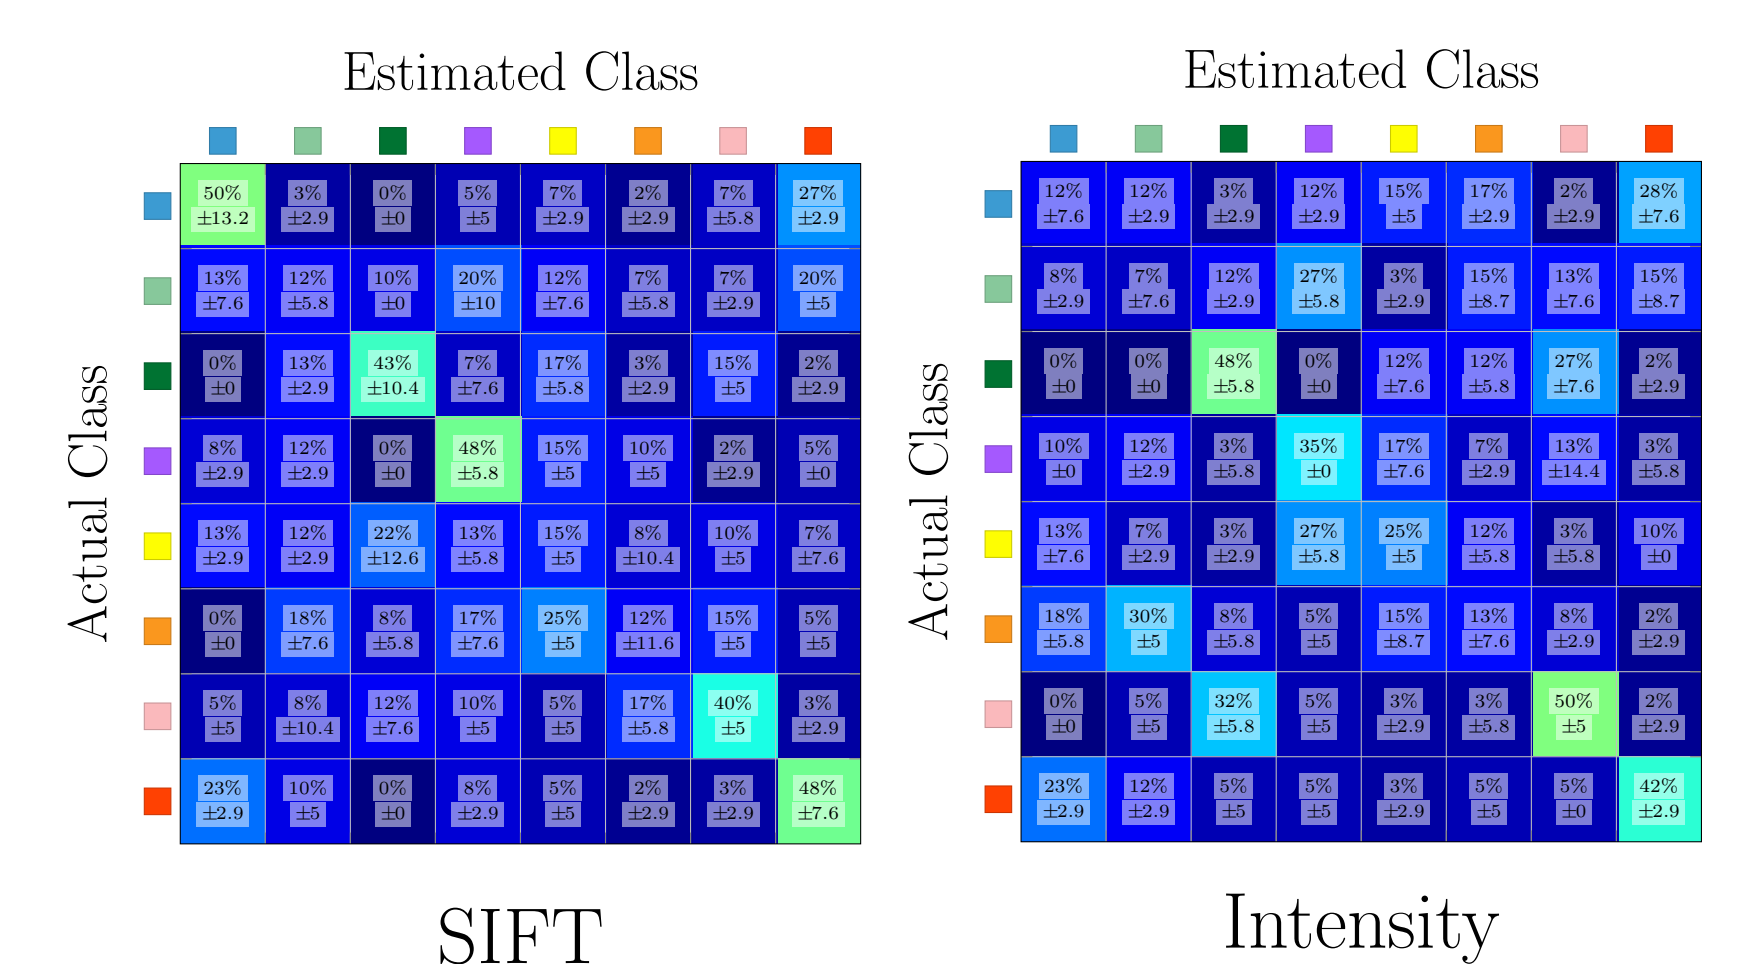 Estimated Class
Estimated Class
Actual Class
50% 3% 0% 5% 7% 2% 7% 27%
±13.2 ±2.9 ±0 ±5 ±2.9 ±2.9 ±5.8 ±2.9
13% 12% 10% 20% 12% 7% 7% 20%
±7.6 ±5.8 ±0 ±10 ±7.6 ±5.8 ±2.9 ±5
0% 13% 43% 7% 17% 3% 15% 2%
±0 ±2.9 ±10.4 ±7.6 ±5.8 ±2.9 ±5 ±2.9
8% 12% 0% 48% 15% 10% 2% 5%
±2.9 ±2.9 ±0 ±5.8 ±5 ±5 ±2.9 ±0
13% 12% 22% 13% 15% 8% 10% 7%
±2.9 ±2.9 ±12.6 ±5.8 ±5 ±10.4 ±5 ±7.6
0% 18% 8% 17% 25% 12% 15% 5%
±0 ±7.6 ±5.8 ±7.6 ±5 ±11.6 ±5 ±5
5% 8% 12% 10% 5% 17% 40% 3%
±5 ±10.4 ±7.6 ±5 ±5 ±5.8 ±5 ±2.9
23% 10% 0% 8% 5% 2% 3% 48%
±2.9 ±5 ±0 ±2.9 ±5 ±2.9 ±2.9 ±7.6
SIFT
Actual Class
12% 12% 3% 12% 15% 17% 2% 28%
±7.6 ±2.9 ±2.9 ±2.9 ±5 ±2.9 ±2.9 ±7.6
8% 7% 12% 27% 3% 15% 13% 15%
±2.9 ±7.6 ±2.9 ±5.8 ±2.9 ±8.7 ±7.6 ±8.7
0% 0% 48% 0% 12% 12% 27% 2%
±0 ±0 ±5.8 ±0 ±7.6 ±5.8 ±7.6 ±2.9
10% 12% 3% 35% 17% 7% 13% 3%
±0 ±2.9 ±5.8 ±0 ±7.6 ±2.9 ±14.4 ±5.8
13% 7% 3% 27% 25% 12% 3% 10%
±7.6 ±2.9 ±2.9 ±5.8 ±5 ±5.8 ±5.8 ±0
18% 30% 8% 5% 15% 13% 8% 2%
±5.8 ±5 ±5.8 ±5 ±8.7 ±7.6 ±2.9 ±2.9
0% 5% 32% 5% 3% 3% 50% 2%
±0 ±5 ±5.8 ±5 ±2.9 ±5.8 ±5 ±2.9
23% 12% 5% 5% 3% 5% 5% 42%
±2.9 ±2.9 ±5 ±5 ±2.9 ±5 ±0 ±2.9
Intensity